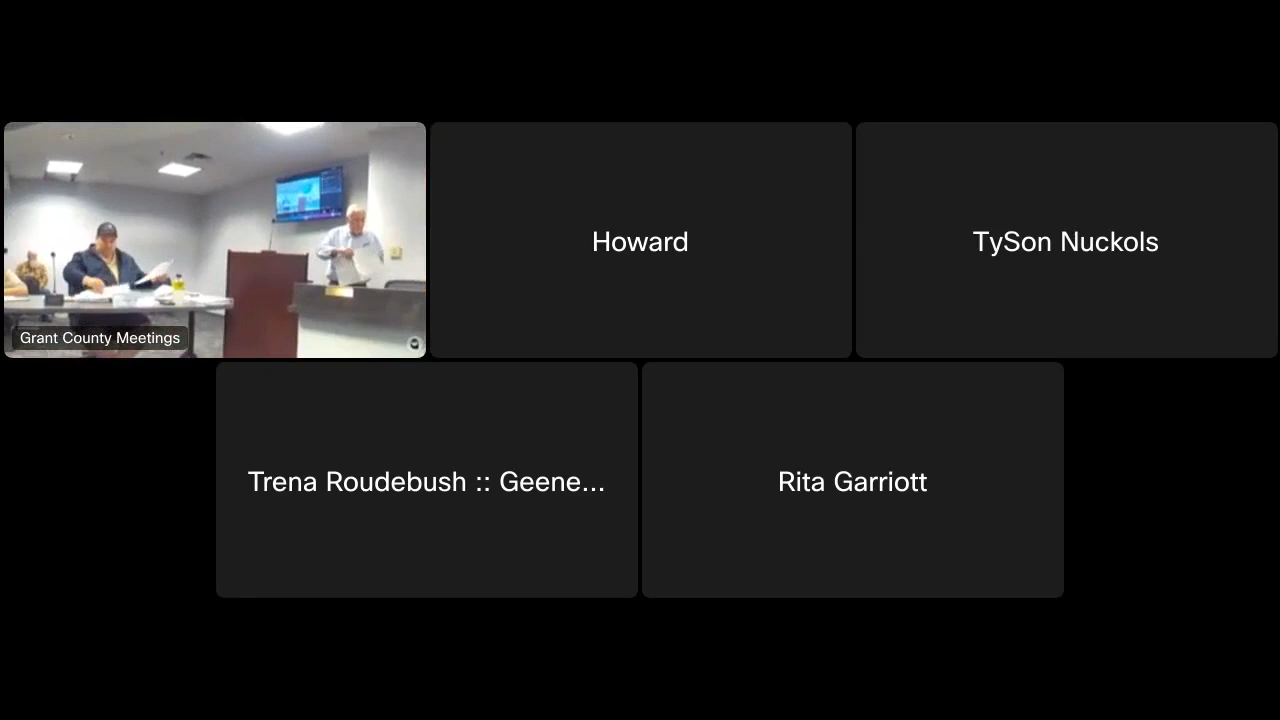 Grant County Meetings
Howard
TySon Nuckols
Trena Roudebush :: Geene...
Rita Garriott